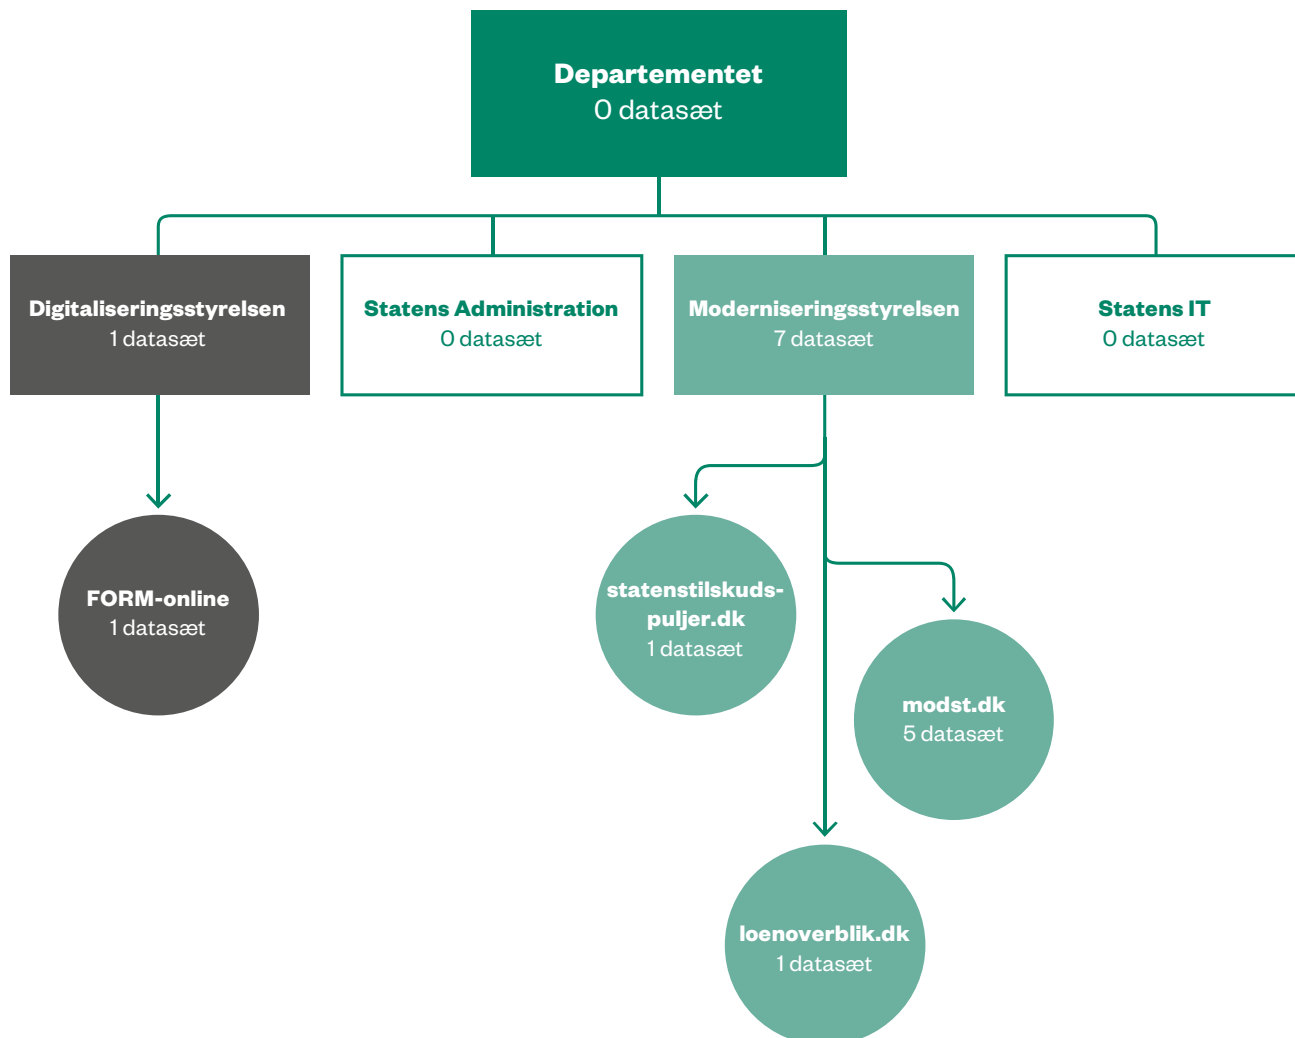 Departementet
0 datasæt
Digitaliseringsstyrelsen
1 datasæt
Statens Administration
0 datasæt
Moderniseringsstyrelsen
7 datasæt
Statens IT
0 datasæt
FORM-online
1 datasæt
statenstilskuds-
puljer.dk
1 datasæt
modst.dk
5 datasæt
loenoverblik.dk
1 datasæt